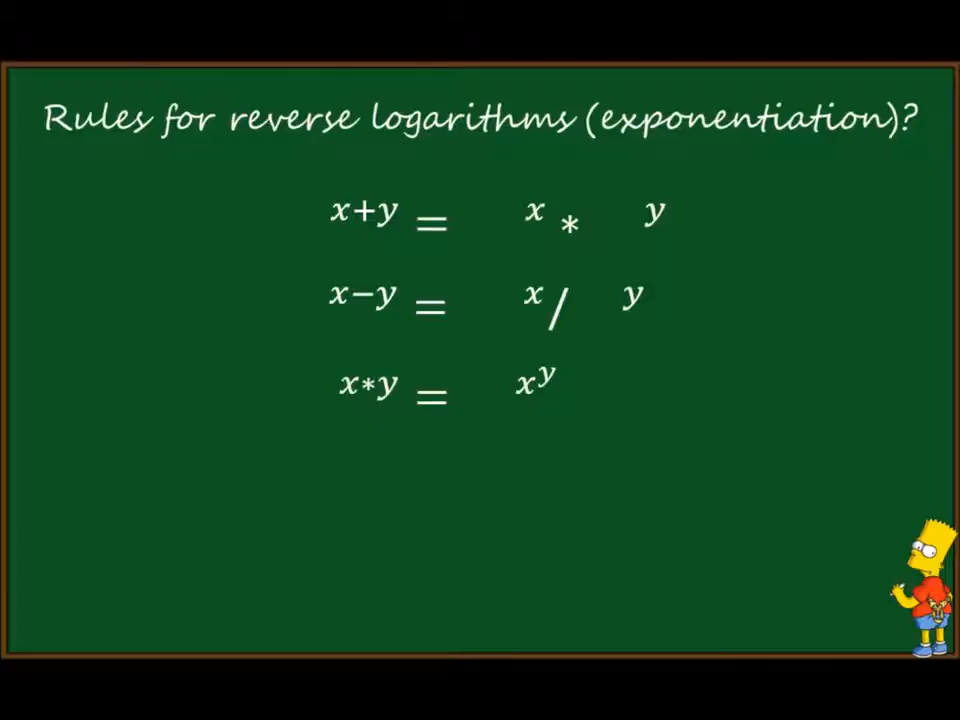 Rules for reverse logarithms (exponentiation)?
x+y = x * y
x−y = x / y
x*y = x^y